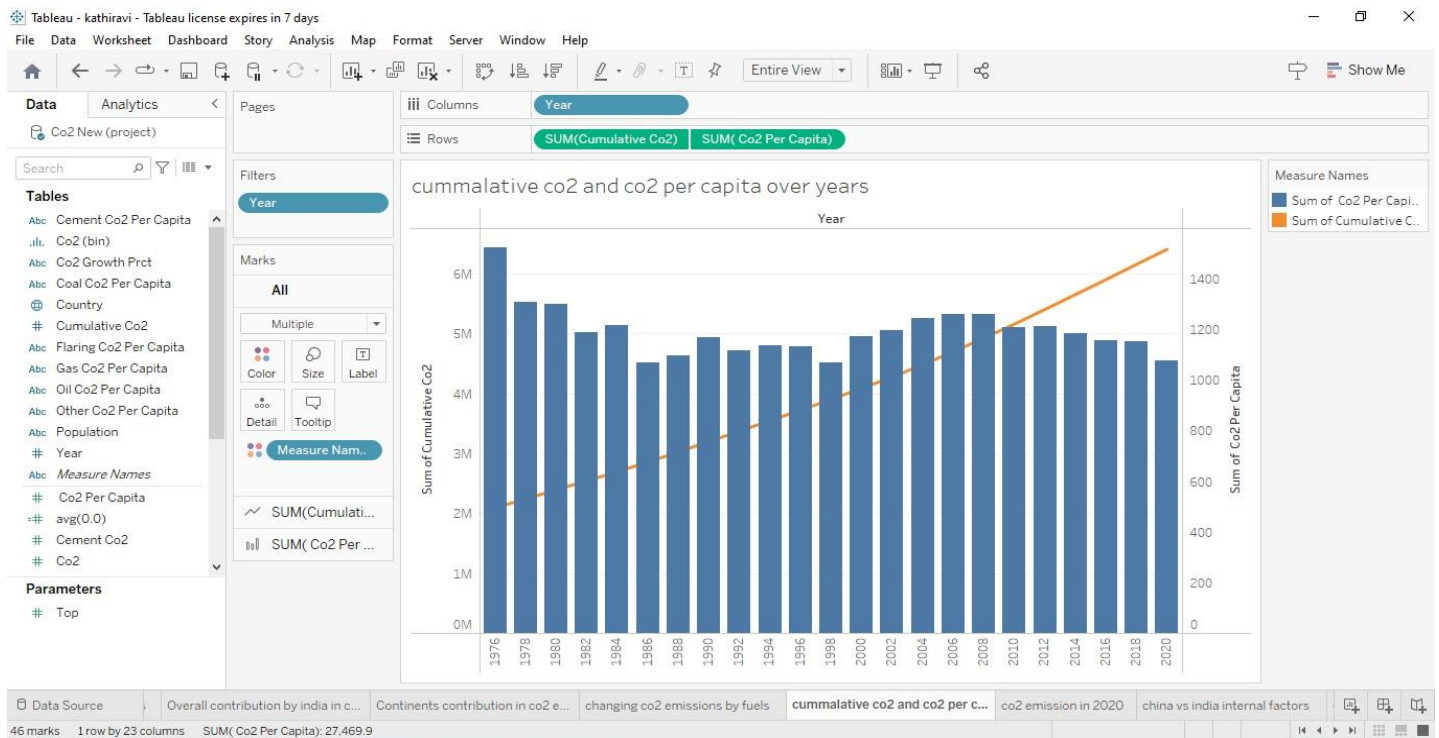 Tableau - kathiravi - Tableau license expires in 7 days
File Data Worksheet Dashboard Story Analysis Map Format Server Window Help
Entire View
Show Me
Data Analytics
Co2 New (project)
Search
Tables
Abc Cement Co2 Per Capita
Co2 (bin)
Abc Co2 Growth Prct
Abc Coal Co2 Per Capita
Country
# Cumulative Co2
Abc Flaring Co2 Per Capita
Abc Gas Co2 Per Capita
Abc Oil Co2 Per Capita
Abc Other Co2 Per Capita
Abc Population
# Year
Abc Measure Names
# Co2 Per Capita
=# avg(0.0)
# Cement Co2
# Co2
Parameters
# Top
Pages
Filters
Year
Marks
All
Multiple
Color Size Label
Detail Tooltip
Measure Nam..
SUM(Cumulati...
SUM( Co2 Per ...
Columns Year
Rows SUM(Cumulative Co2) SUM( Co2 Per Capita)
cummalative co2 and co2 per capita over years
Year
Sum of Cumulative Co2
6M
5M
4M
3M
2M
1M
0M
1400
1200
1000
800
600
400
200
0
Sum of Co2 Per Capita
1976 1978 1980 1982 1984 1986 1988 1990 1992 1994 1996 1998 2000 2002 2004 2006 2008 2010 2012 2014 2016 2018 2020
Measure Names
Sum of Co2 Per Capi..
Sum of Cumulative C..
Data Source Overall contribution by india in c... Continents contribution in co2 e... changing co2 emissions by fuels cummalative co2 and co2 per c... co2 emission in 2020 china vs india internal factors
46 marks 1 row by 23 columns SUM( Co2 Per Capita): 27,469.9